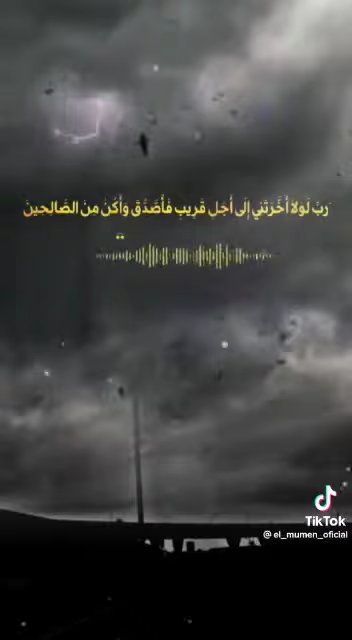 رَبِّ لَوْلَا أَخَّرْتَنِي إِلَى أَجَلٍ قَرِيبٍ فَأَصَّدَّقَ وَأَكُن مِنَ الصَّالِحِينَ
TikTok
@el_mumen_oficial